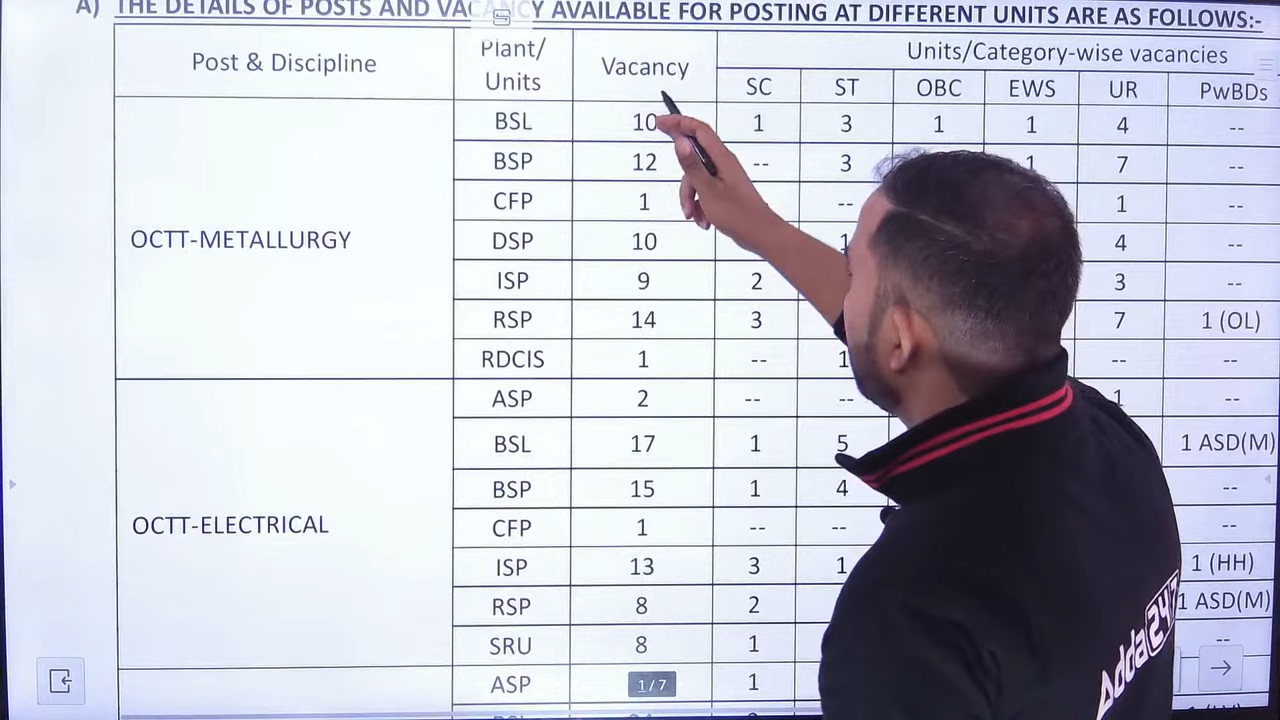 A) THE DETAILS OF POSTS AND VACANCY AVAILABLE FOR POSTING AT DIFFERENT UNITS ARE AS FOLLOWS:-
Post & Discipline Plant/ Units Vacancy Units/Category-wise vacancies
SC ST OBC EWS UR PwBDs
OCTT-METALLURGY
BSL 10 1 3 1 1 4 --
BSP 12 -- 3 1 7 --
CFP 1 -- 1 --
DSP 10 1 4 --
ISP 9 2 3 --
RSP 14 3 7 1 (OL)
RDCIS 1 -- 1 -- --
OCTT-ELECTRICAL
ASP 2 -- -- 1 --
BSL 17 1 5 1 ASD(M)
BSP 15 1 4 --
CFP 1 -- -- --
ISP 13 3 1 1 (HH)
RSP 8 2 1 ASD(M)
SRU 8 1 --
ASP 1
1/7
Adda247